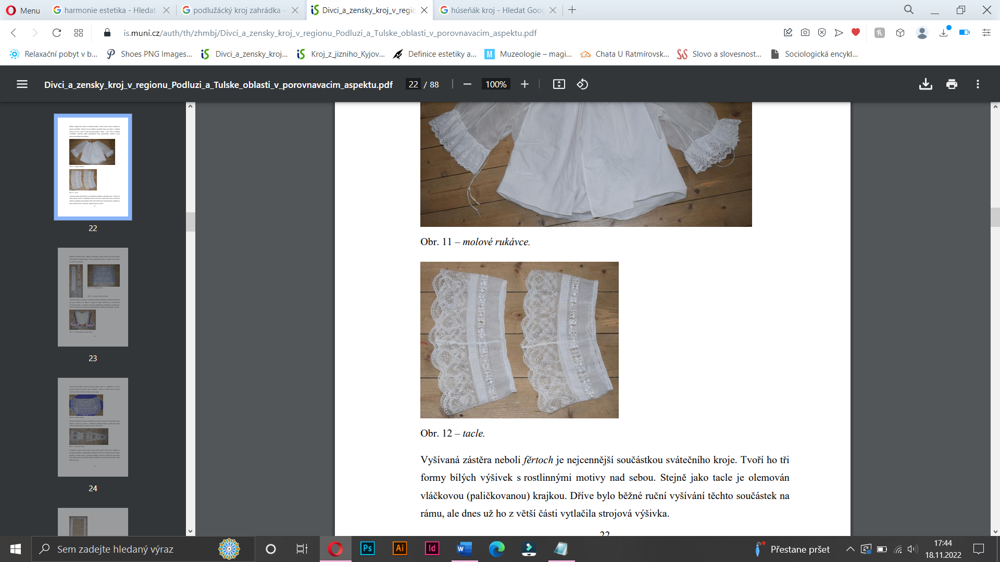 Menu
harmonie estetika - Hledat
podlužácký kroj zahrádka –
Divci_a_zensky_kroj_v_regio
húseňák kroj - Hledat Goog
is.muni.cz/auth/th/zhmbj/Divci_a_zensky_kroj_v_regionu_Podluzi_a_Tulske_oblasti_v_porovnavacim_aspektu.pdf
Relaxační pobyt v b...
Shoes PNG Images...
Divci_a_zensky_kroj...
Kroj_z_jizniho_Kyjov...
Definice estetiky a...
Muzeologie – magi...
Chata U Ratmírovsk...
Slovo a slovesnost...
Sociologická encykl...
Divci_a_zensky_kroj_v_regionu_Podluzi_a_Tulske_oblasti_v_porovnavacim_aspektu.pdf
22 / 88
100%
22
23
24
Obr. 11 – molové rukávce.
Obr. 12 – tacle.
Vyšívaná zástěra neboli fěrtoch je nejcennější součástkou svátečního kroje. Tvoří ho tři
formy bílých výšivek s rostlinnými motivy nad sebou. Stejně jako tacle je olemován
vláčkovou (paličkovanou) krajkou. Dříve bylo běžné ruční vyšívání těchto součástek na
rámu, ale dnes už ho z větší části vytlačila strojová výšivka.
22
Sem zadejte hledaný výraz
Ps
Ai
Id
Přestane pršet
17:44
18.11.2022